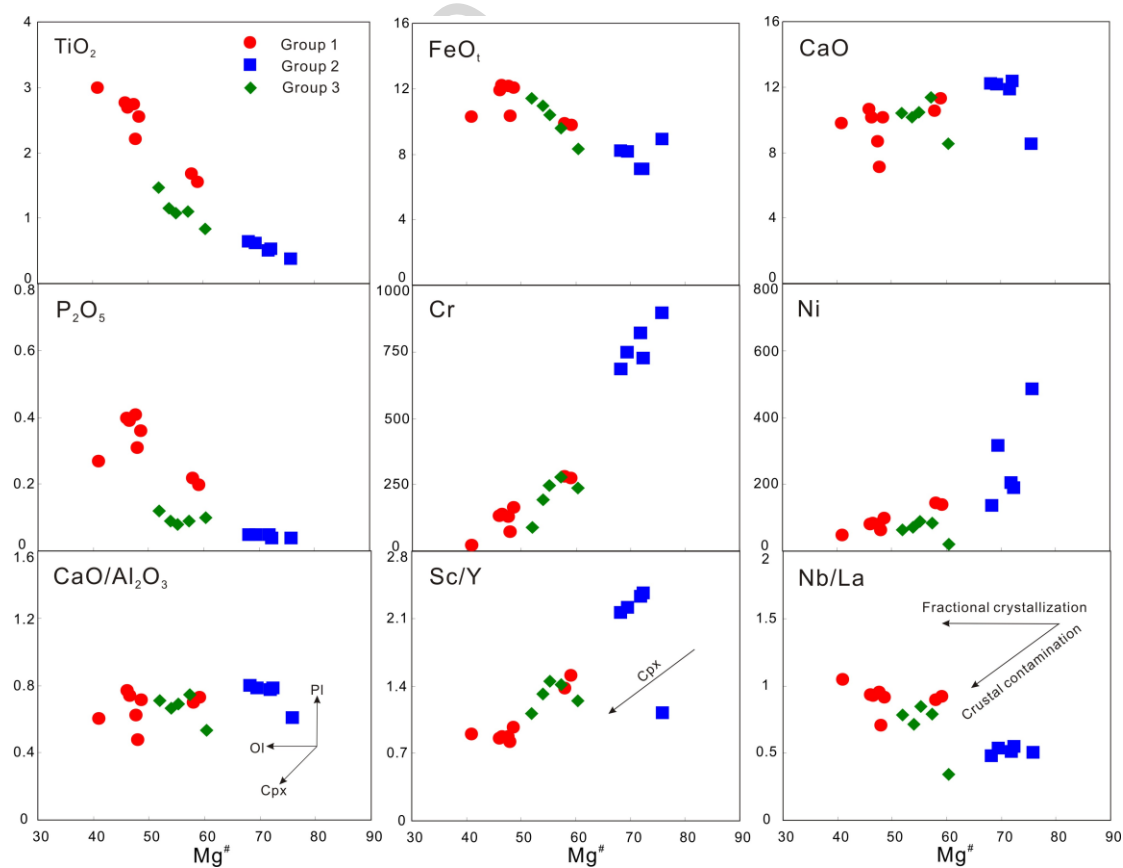 4
TiO₂
Group 1
Group 2
Group 3
3
2
1
0
16
FeOₜ
12
8
4
0
16
14
CaO
12
10
8
6
4
2
0
0.8
P₂O₅
0.6
0.4
0.2
0
1000
Cr
750
500
250
0
800
Ni
600
400
200
0
1.6
CaO/Al₂O₃
1.2
0.8
0.4
0
Pl
Ol
Cpx
30 40 50 60 70 80 90
Mg#
2.8
Sc/Y
2.1
1.4
0.7
0
Cpx
30 40 50 60 70 80 90
Mg#
2
Nb/La
1.5
1
0.5
0
Fractional crystallization
Crustal contamination
30 40 50 60 70 80 90
Mg#